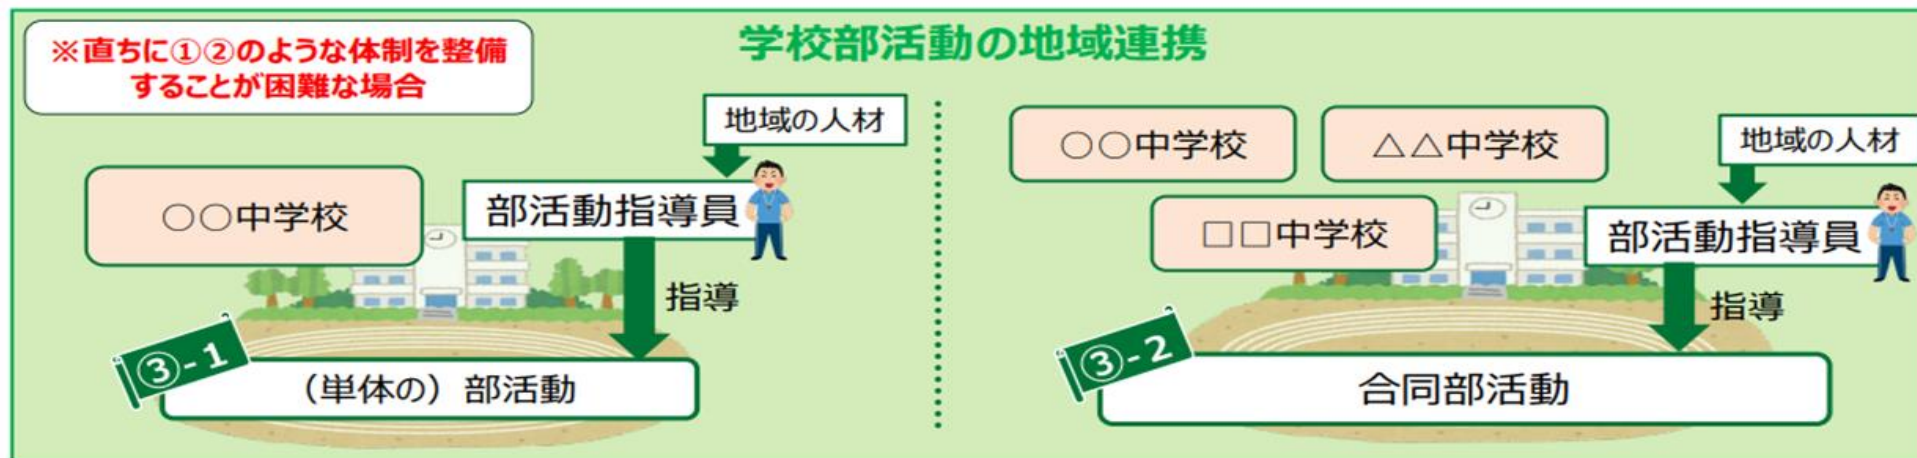 学校部活動の地域連携
※直ちに①②のような体制を整備
することが困難な場合
地域の人材
○○中学校
部活動指導員
指導
③-1
（単体の）部活動
○○中学校
△△中学校
地域の人材
□□中学校
部活動指導員
指導
③-2
合同部活動